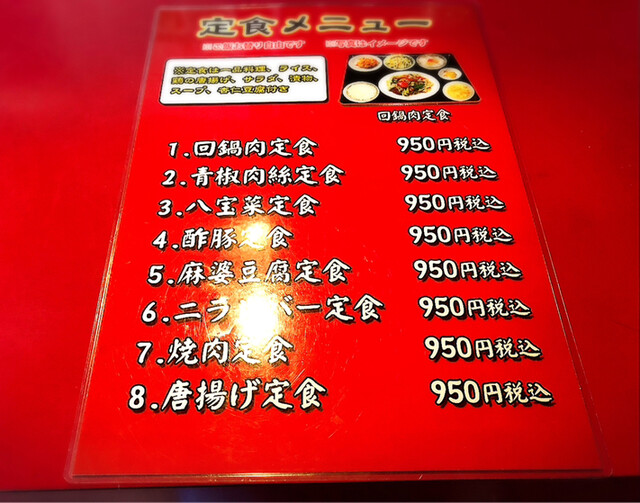 定食メニュー
※ご飯お替り自由です ※写真はイメージです
※定食は一品料理、ライス、
鶏の唐揚げ、サラダ、漬物、
スープ、杏仁豆腐付き
回鍋肉定食
1.回鍋肉定食 950円税込
2.青椒肉絲定食 950円税込
3.八宝菜定食 950円税込
4.酢豚定食 950円税込
5.麻婆豆腐定食 950円税込
6.ニラレバー定食 950円税込
7.焼肉定食 950円税込
8.唐揚げ定食 950円税込